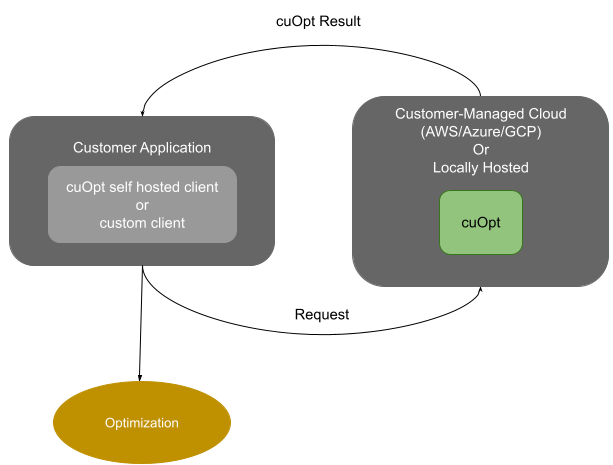 cuOpt Result
Customer Application
cuOpt self hosted client
or
custom client
Customer-Managed Cloud
(AWS/Azure/GCP)
Or
Locally Hosted
cuOpt
Request
Optimization